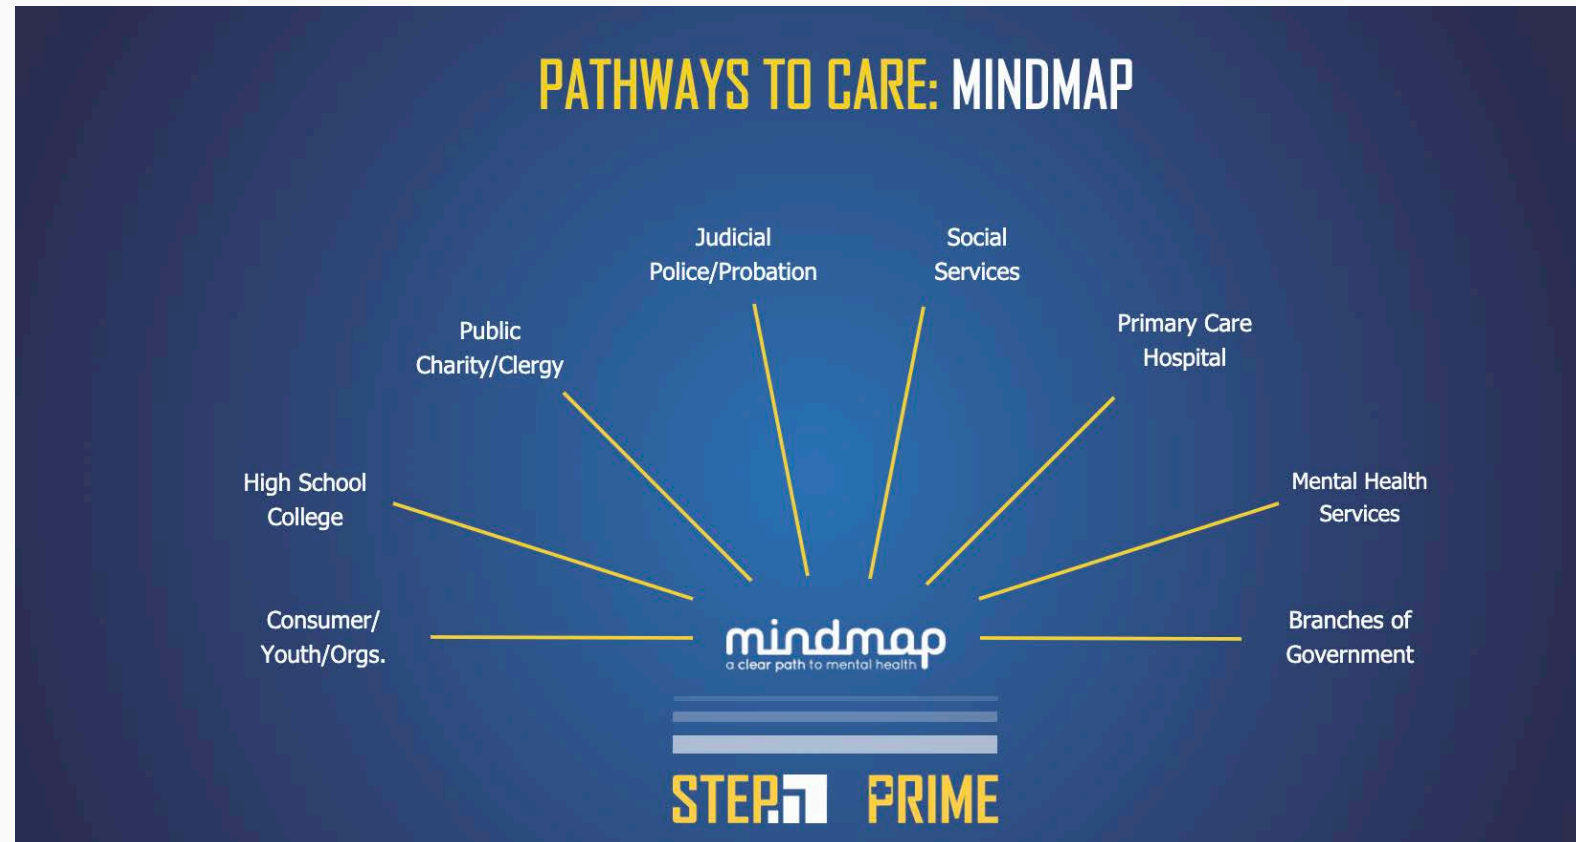 PATHWAYS TO CARE: MINDMAP
Judicial
Police/Probation
Social
Services
Public
Charity/Clergy
Primary Care
Hospital
High School
College
Mental Health
Services
Consumer/
Youth/Orgs.
Branches of
Government
mindmap
a clear path to mental health
STEP PRIME